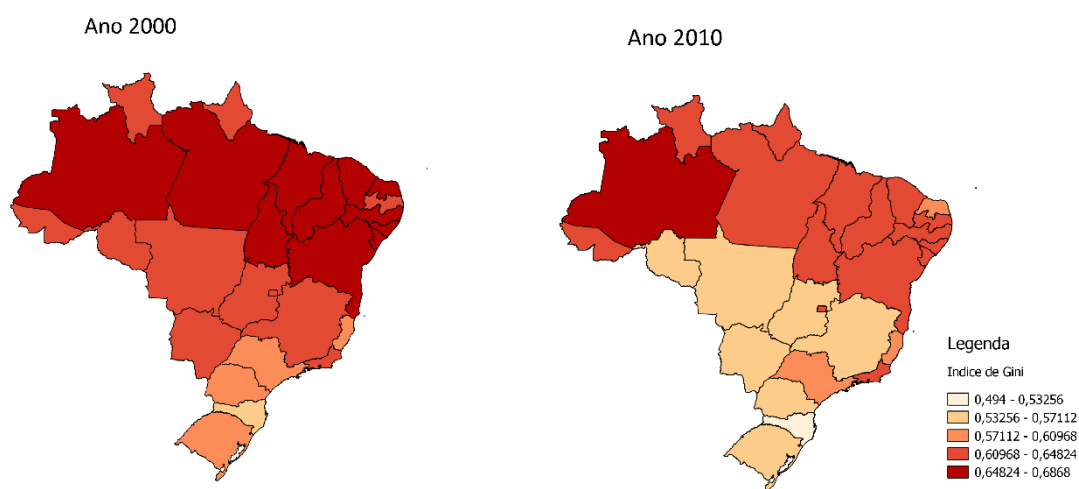 Ano 2000
Ano 2010
Legenda
Indice de Gini
0,494 - 0,53256
0,53256 - 0,57112
0,57112 - 0,60968
0,60968 - 0,64824
0,64824 - 0,6868